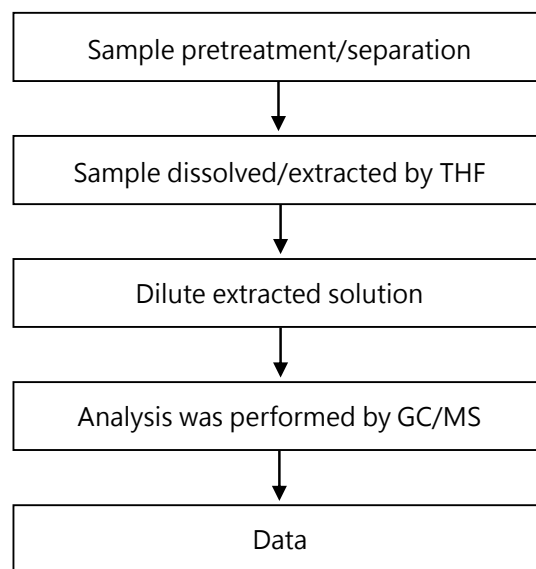 Sample pretreatment/separation
Sample dissolved/extracted by THF
Dilute extracted solution
Analysis was performed by GC/MS
Data